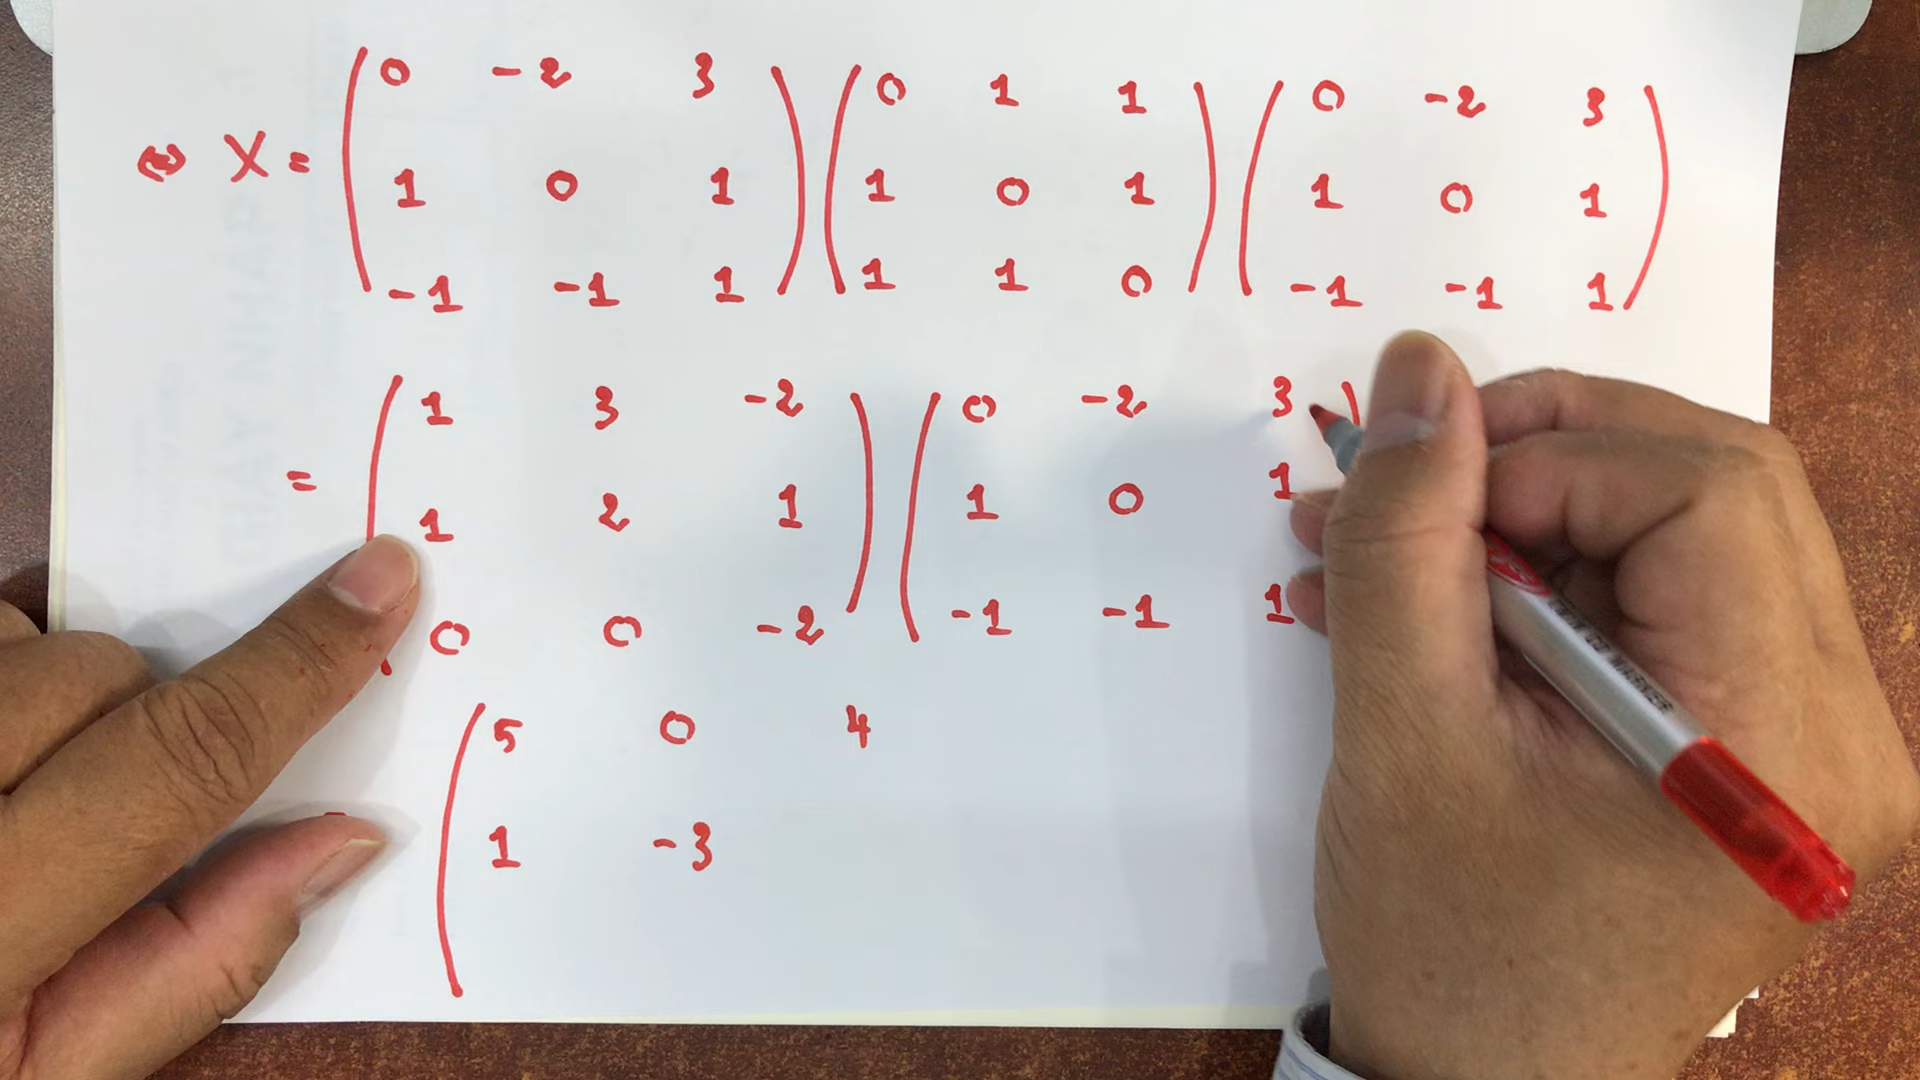 ⇔ X = ( 0 -2 3 ) ( 0 1 1 ) ( 0 -2 3 )
1 0 1 1 0 1 1 0 1
-1 -1 1 1 1 0 -1 -1 1
= ( 1 3 -2 ) ( 0 -2 3 )
1 2 1 1 0 1
0 0 -2 -1 -1 1
( 5 0 4
1 -3